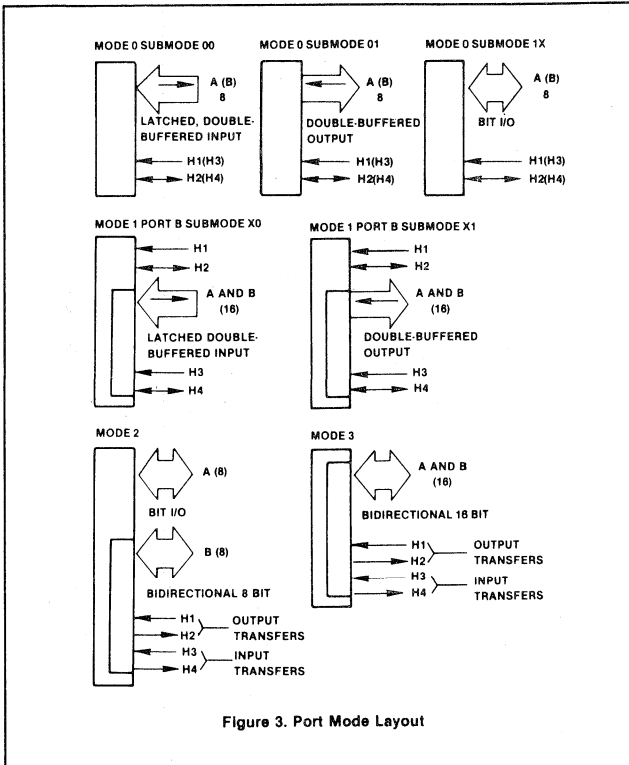 MODE 0 SUBMODE 00
A (B)
8
LATCHED, DOUBLE-
BUFFERED INPUT
H1(H3)
H2(H4)
MODE 0 SUBMODE 01
A (B)
8
DOUBLE-BUFFERED
OUTPUT
H1(H3)
H2(H4)
MODE 0 SUBMODE 1X
A (B)
8
BIT I/O
H1(H3)
H2(H4)
MODE 1 PORT B SUBMODE X0
H1
H2
A AND B
(16)
LATCHED DOUBLE-
BUFFERED INPUT
H3
H4
MODE 1 PORT B SUBMODE X1
H1
H2
A AND B
(16)
DOUBLE-BUFFERED
OUTPUT
H3
H4
MODE 2
A (8)
BIT I/O
B (8)
BIDIRECTIONAL 8 BIT
H1
H2
OUTPUT
TRANSFERS
H3
H4
INPUT
TRANSFERS
MODE 3
A AND B
(16)
BIDIRECTIONAL 16 BIT
H1
H2
OUTPUT
TRANSFERS
H3
H4
INPUT
TRANSFERS
Figure 3. Port Mode Layout